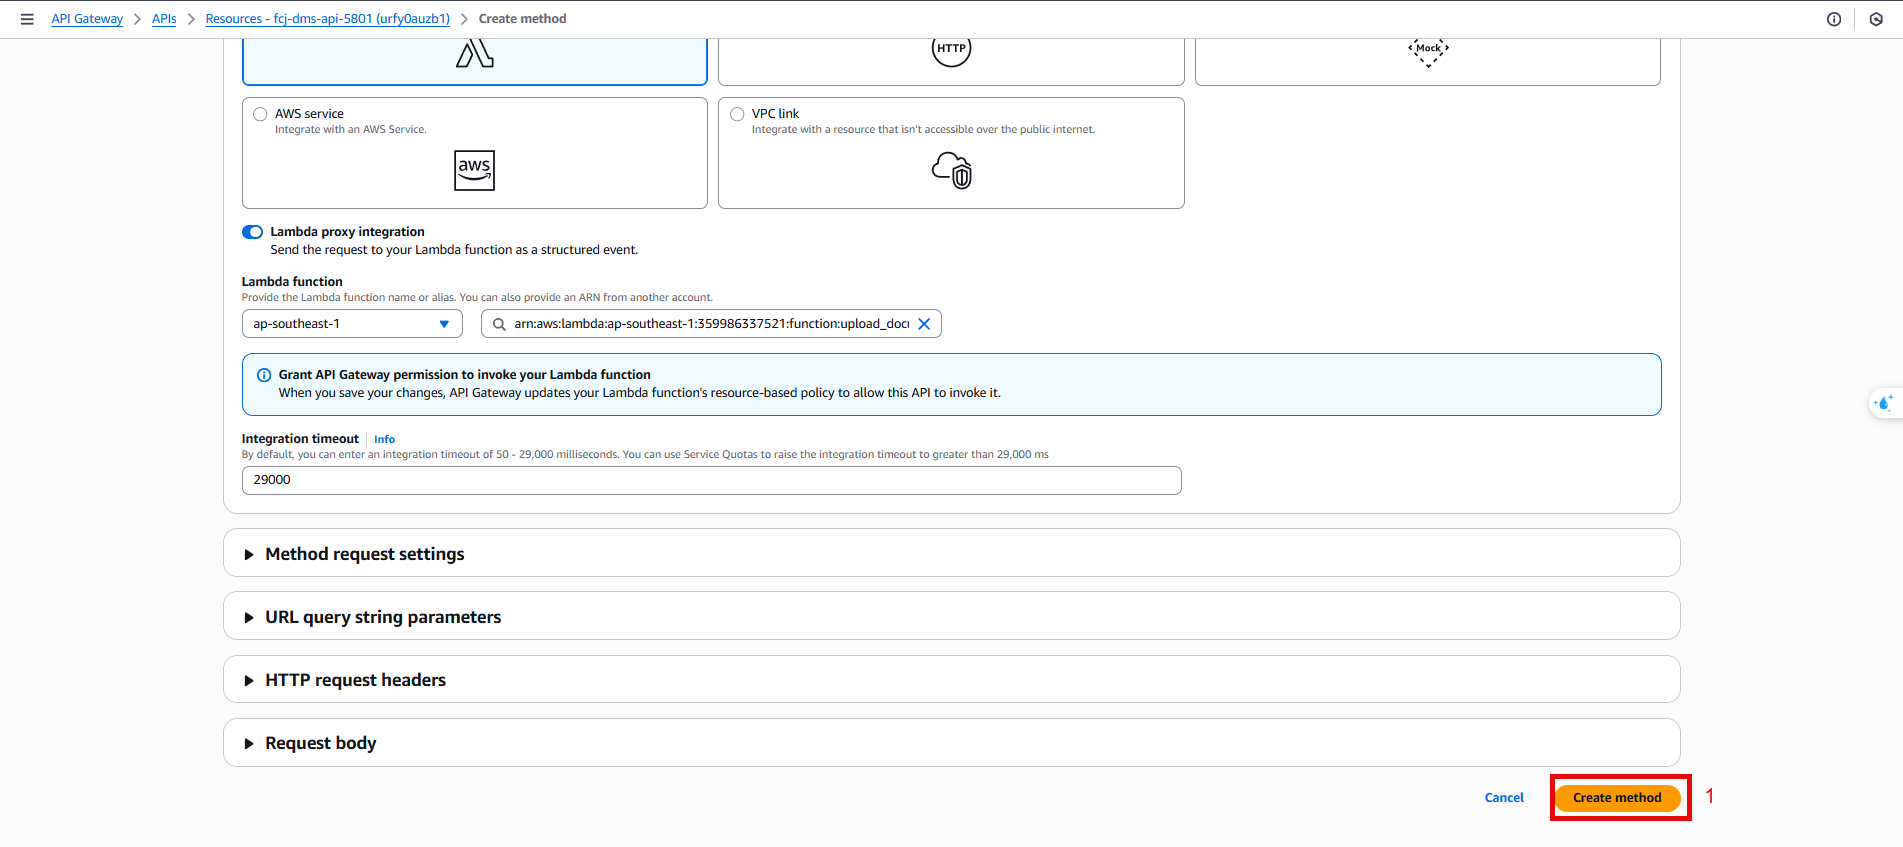 API Gateway > APIs > Resources - fcj-dms-api-5801 (urfy0auzb1) > Create method
HTTP
Mock
AWS service
Integrate with an AWS Service.
aws
VPC link
Integrate with a resource that isn't accessible over the public internet.
Lambda proxy integration
Send the request to your Lambda function as a structured event.
Lambda function
Provide the Lambda function name or alias. You can also provide an ARN from another account.
ap-southeast-1
arn:aws:lambda:ap-southeast-1:359986337521:function:upload_docu
Grant API Gateway permission to invoke your Lambda function
When you save your changes, API Gateway updates your Lambda function's resource-based policy to allow this API to invoke it.
Integration timeout Info
By default, you can enter an integration timeout of 50 - 29,000 milliseconds. You can use Service Quotas to raise the integration timeout to greater than 29,000 ms
29000
Method request settings
URL query string parameters
HTTP request headers
Request body
Cancel
Create method
1